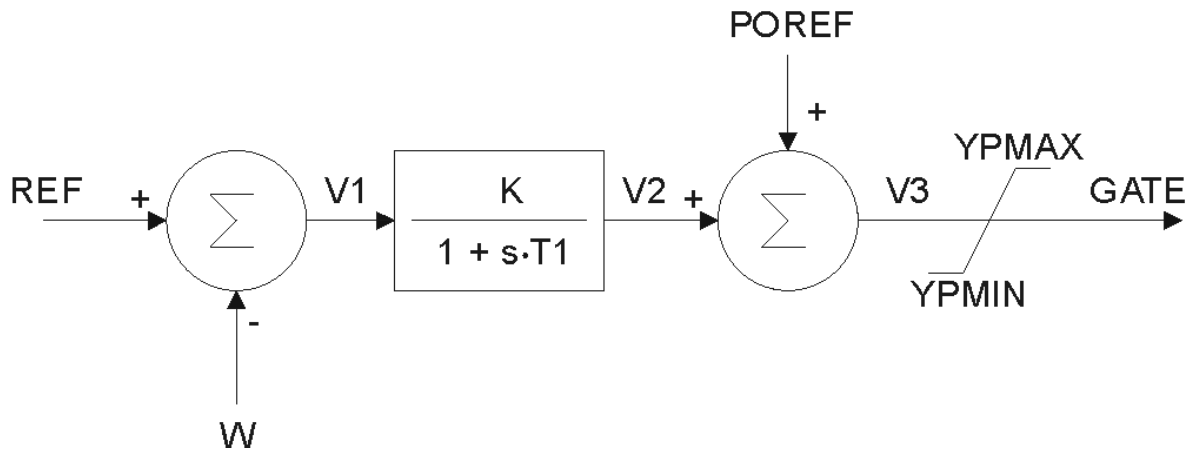 POREF
+
YPMAX
REF
+
Σ
V1
K
1 + s·T1
V2
+
Σ
V3
GATE
YPMIN
-
W